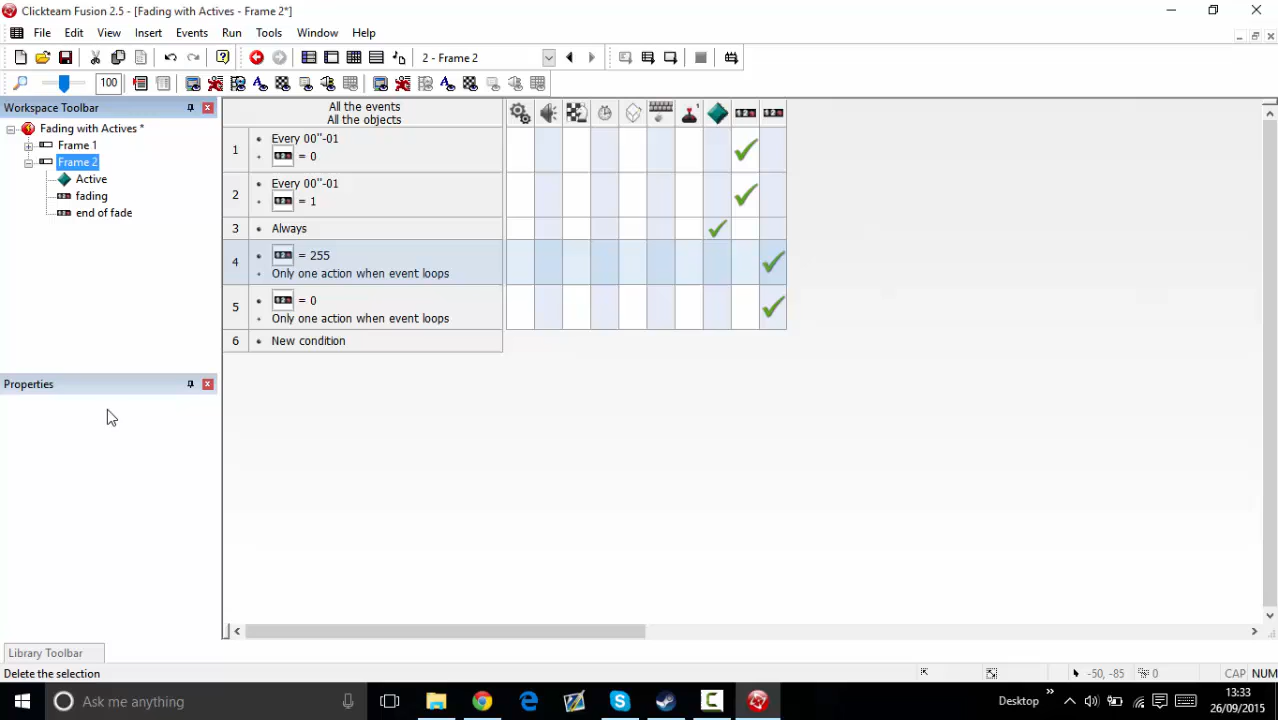 Clickteam Fusion 2.5 - [Fading with Actives - Frame 2*]
File Edit View Insert Events Run Tools Window Help
2 - Frame 2
100
Workspace Toolbar
Fading with Actives *
Frame 1
Frame 2
Active
fading
end of fade
Properties
Library Toolbar
All the events
All the objects
1
Every 00"-01
= 0
2
Every 00"-01
= 1
3
Always
4
= 255
Only one action when event loops
5
= 0
Only one action when event loops
6
New condition
Delete the selection
-50, -85
0
CAP
NUM
Ask me anything
Desktop
13:33
26/09/2015